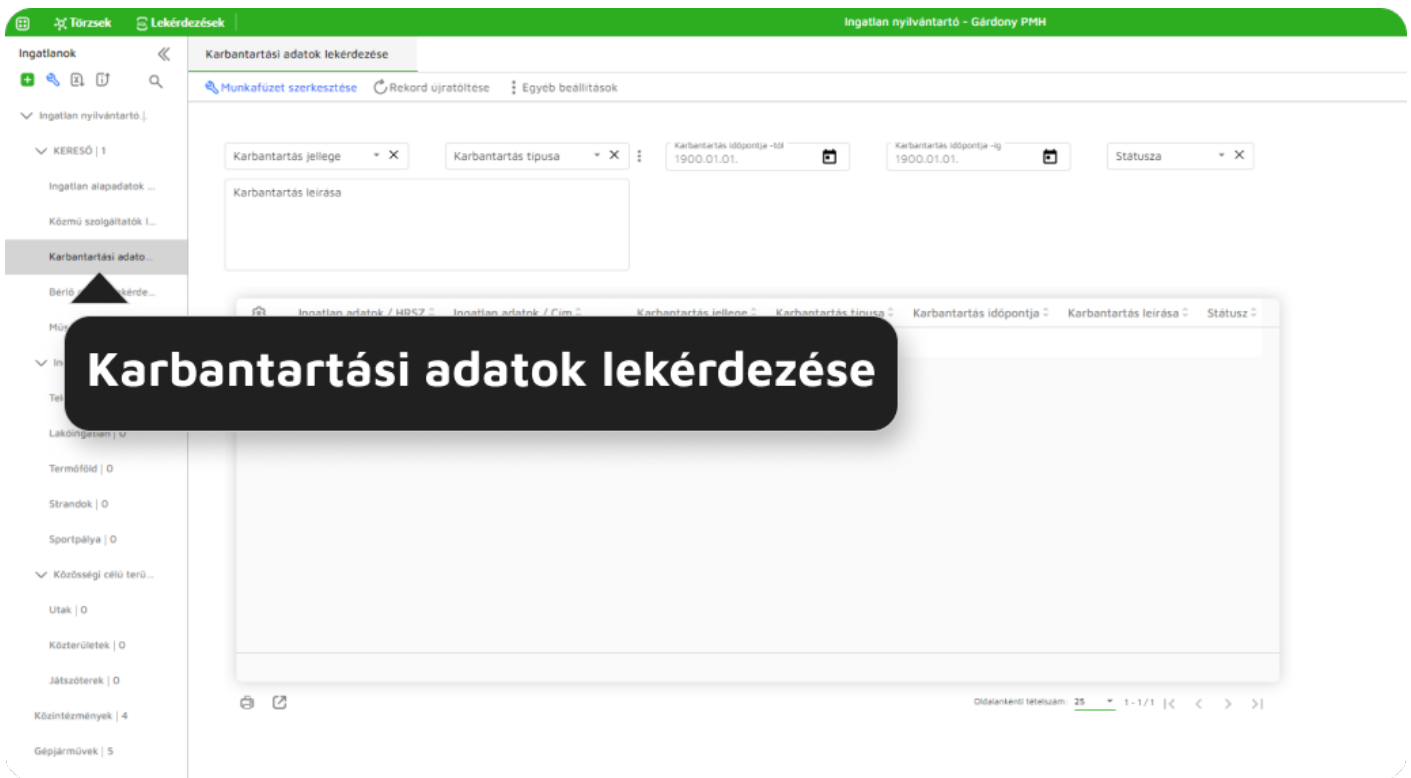 Törzsek Lekérdezések Ingatlan nyilvántartó - Gárdony PMH
Ingatlanok
Karbantartási adatok lekérdezése
Munkafüzet szerkesztése Rekord újratöltése Egyéb beállítások
Ingatlan nyilvántartó...
KERESŐ | 1
Ingatlan alapadatok ...
Közmű szolgáltatók l...
Karbantartási adato...
Bérlő
kérde...
Karbantartás jellege
Karbantartás típusa
Karbantartás időpontja -tól
1900.01.01.
Karbantartás időpontja -ig
1900.01.01.
Státusza
Karbantartás leírása
Ingatlan adatok / HRSZ Ingatlan adatok / Cím Karbantartás jellege Karbantartás típusa Karbantartás időpontja Karbantartás leírása Státusz
Karbantartási adatok lekérdezése
Lakóingatlan | 0
Termőföld | 0
Strandok | 0
Sportpálya | 0
Közösségi célú terü...
Utak | 0
Közterületek | 0
Játszóterek | 0
Közintézmények | 4
Gépjárművek | 5
Oldalankénti tételszám: 25 1 - 1 / 1